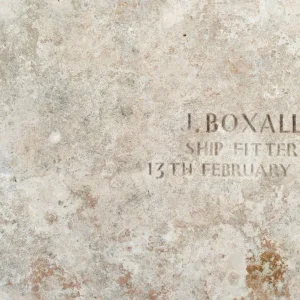 J. BOXALL
SHIP FITTER
13TH FEBRUARY